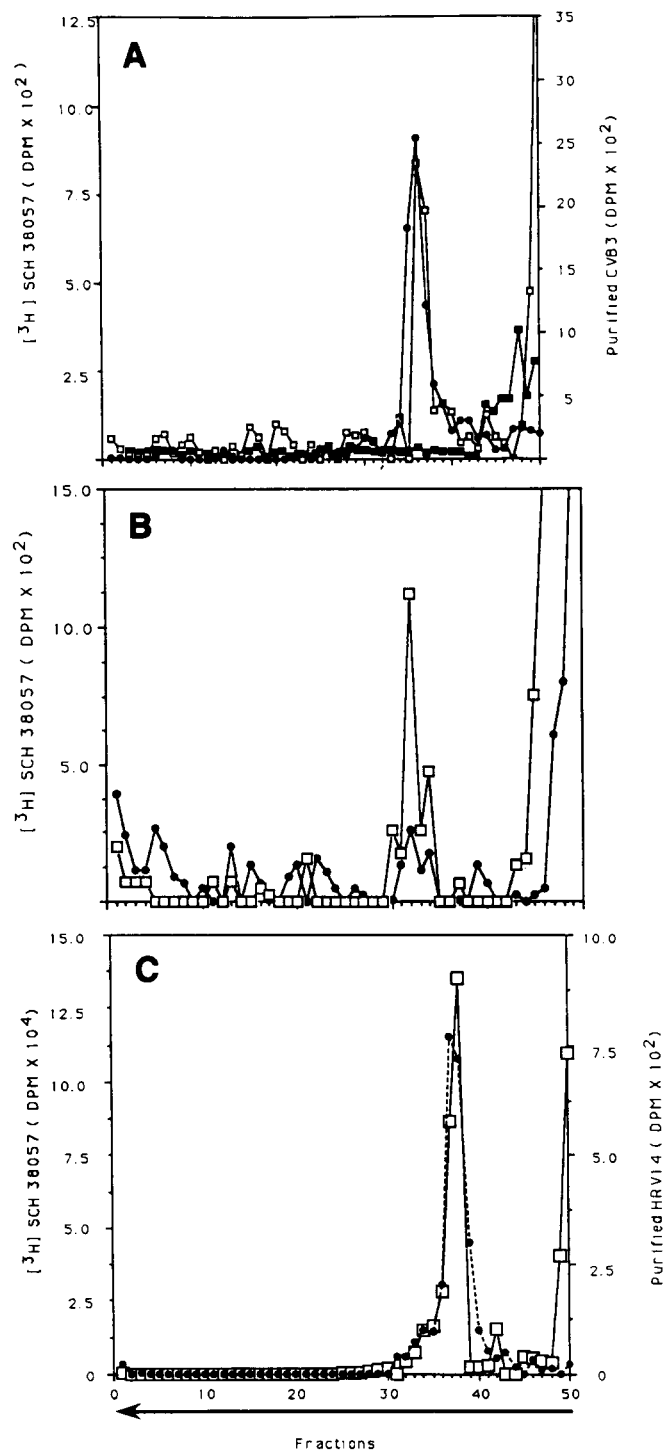 A
12.5
10.0
7.5
5.0
2.5
[³H] SCH 38057 ( DPM X 10²)
35
30
25
20
15
10
5
Purified CVB3 (DPM X 10²)
B
15.0
10.0
5.0
[³H] SCH 38057 ( DPM X 10²)
C
15.0
12.5
10.0
7.5
5.0
2.5
0
[³H] SCH 38057 (DPM X 10⁴)
10.0
7.5
5.0
2.5
0
Purified HRV14 ( DPM X 10²)
0 10 20 30 40 50
Fractions